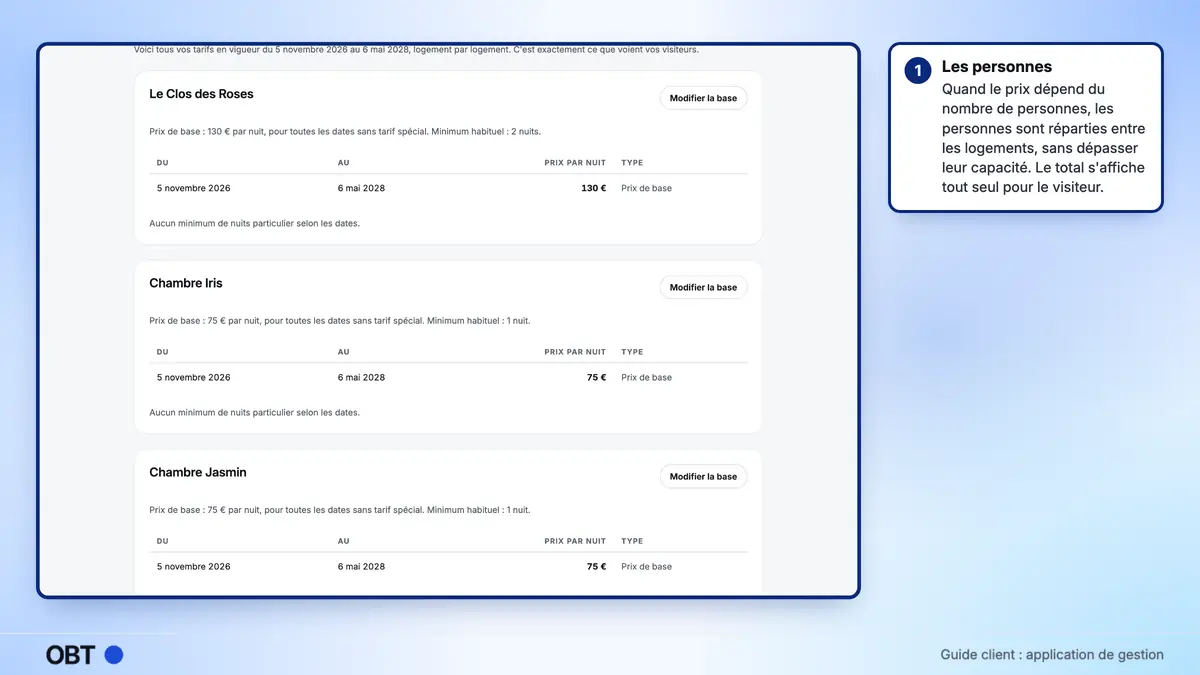 Voici tous vos tarifs en vigueur du 5 novembre 2026 au 6 mai 2028, logement par logement. C'est exactement ce que voient vos visiteurs.
Le Clos des Roses
Modifier la base
Prix de base : 130 € par nuit, pour toutes les dates sans tarif spécial. Minimum habituel : 2 nuits.
DU AU PRIX PAR NUIT TYPE
5 novembre 2026 6 mai 2028 130 € Prix de base
Aucun minimum de nuits particulier selon les dates.
Chambre Iris
Modifier la base
Prix de base : 75 € par nuit, pour toutes les dates sans tarif spécial. Minimum habituel : 1 nuit.
DU AU PRIX PAR NUIT TYPE
5 novembre 2026 6 mai 2028 75 € Prix de base
Aucun minimum de nuits particulier selon les dates.
Chambre Jasmin
Modifier la base
Prix de base : 75 € par nuit, pour toutes les dates sans tarif spécial. Minimum habituel : 1 nuit.
DU AU PRIX PAR NUIT TYPE
5 novembre 2026 6 mai 2028 75 € Prix de base
1 Les personnes
Quand le prix dépend du
nombre de personnes, les
personnes sont réparties entre
les logements, sans dépasser
leur capacité. Le total s'affiche
tout seul pour le visiteur.
OBT
Guide client : application de gestion